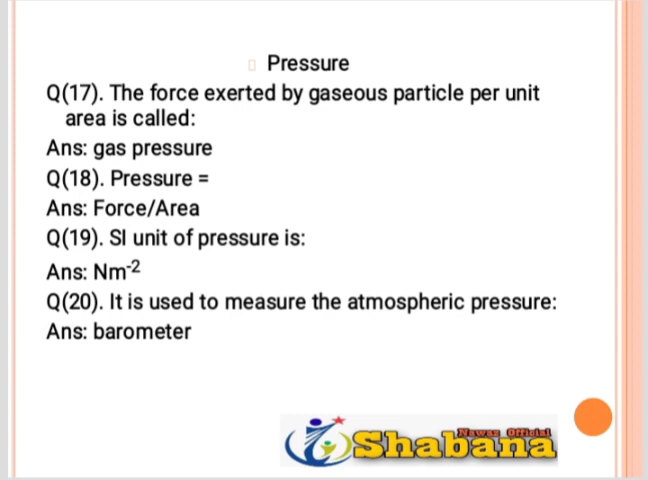 Pressure
Q(17). The force exerted by gaseous particle per unit
area is called:
Ans: gas pressure
Q(18). Pressure =
Ans: Force/Area
Q(19). SI unit of pressure is:
Ans: Nm⁻²
Q(20). It is used to measure the atmospheric pressure:
Ans: barometer
Nawaz Official
Shabana